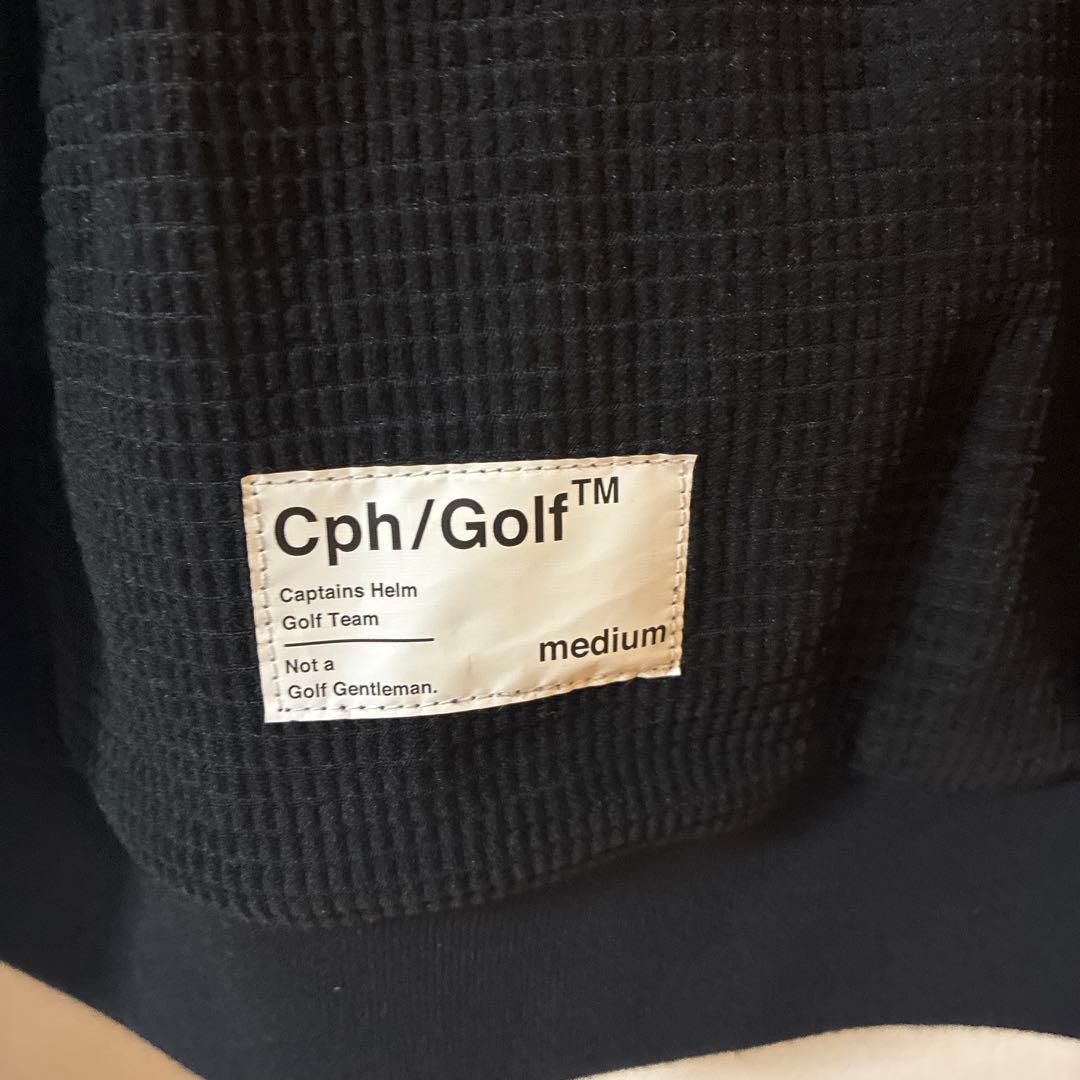 Cph/Golf™
Captains Helm
Golf Team
medium
Not a
Golf Gentleman.